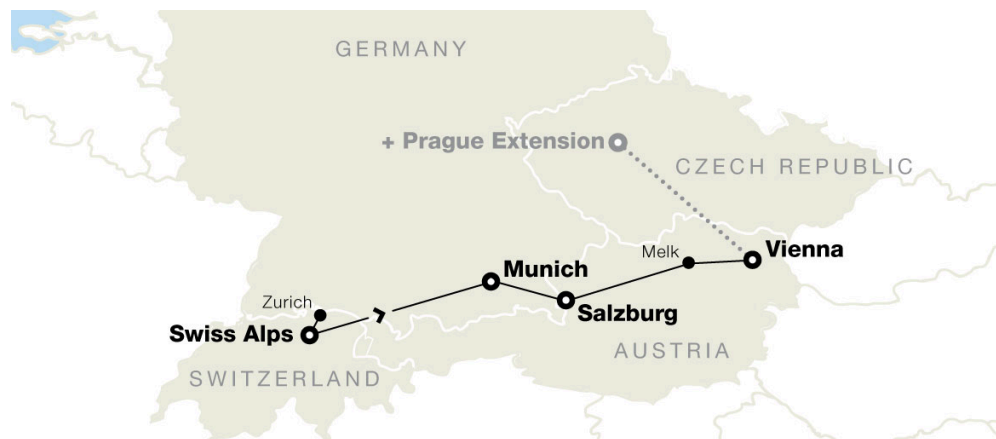 GERMANY
+ Prague Extension
CZECH REPUBLIC
Melk
Vienna
Munich
Zurich
Salzburg
Swiss Alps
AUSTRIA
SWITZERLAND